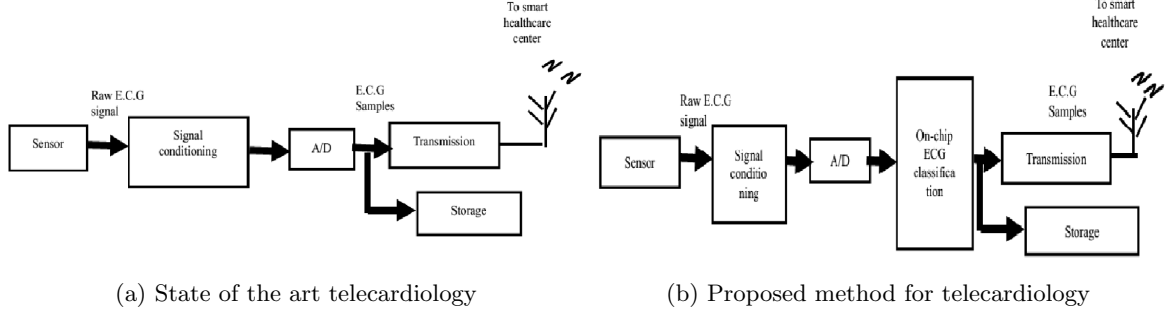 To smart
healthcare
center
Raw E.C.G
signal
E.C.G
Samples
Sensor
Signal
conditioning
A/D
Transmission
Storage
(a) State of the art telecardiology
To smart
healthcare
center
Raw E.C.G
signal
E.C.G
Samples
Sensor
Signal
conditio
ning
A/D
On-chip
ECG
classifica
tion
Transmission
Storage
(b) Proposed method for telecardiology